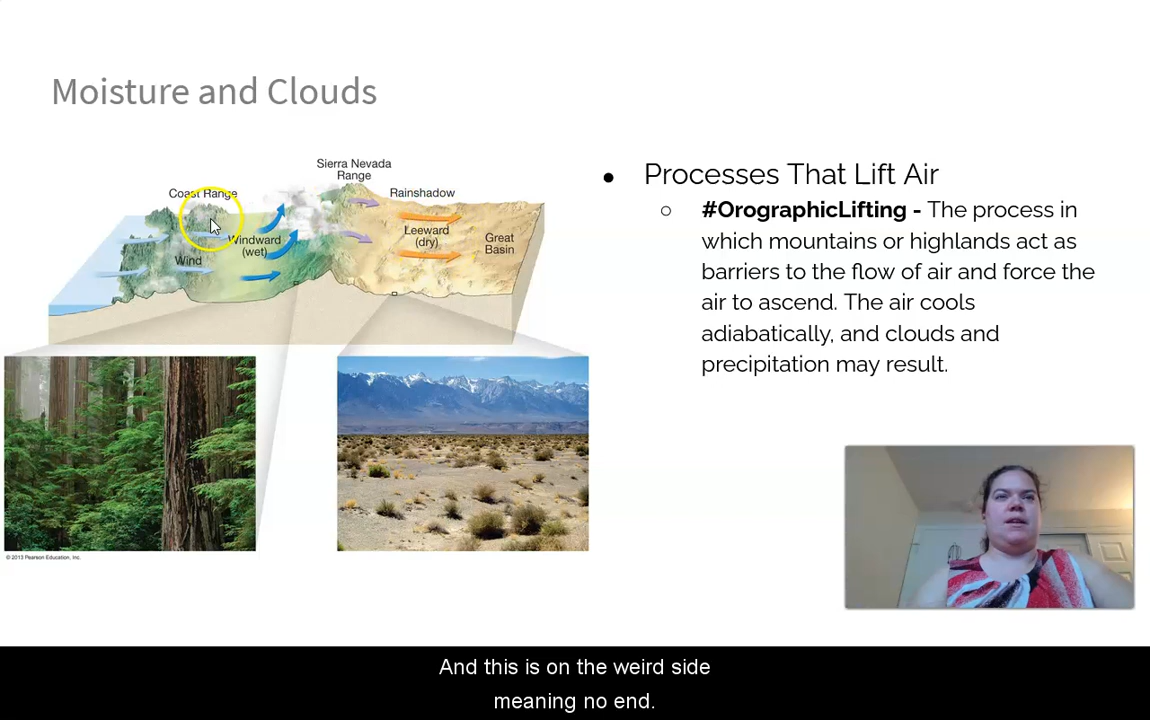 Moisture and Clouds
Sierra Nevada
Range
Coast Range
Rainshadow
Windward
(wet)
Leeward
(dry)
Great
Basin
Wind
© 2013 Pearson Education, Inc.
● Processes That Lift Air
○ #OrographicLifting - The process in
which mountains or highlands act as
barriers to the flow of air and force the
air to ascend. The air cools
adiabatically, and clouds and
precipitation may result.
And this is on the weird side
meaning no end.